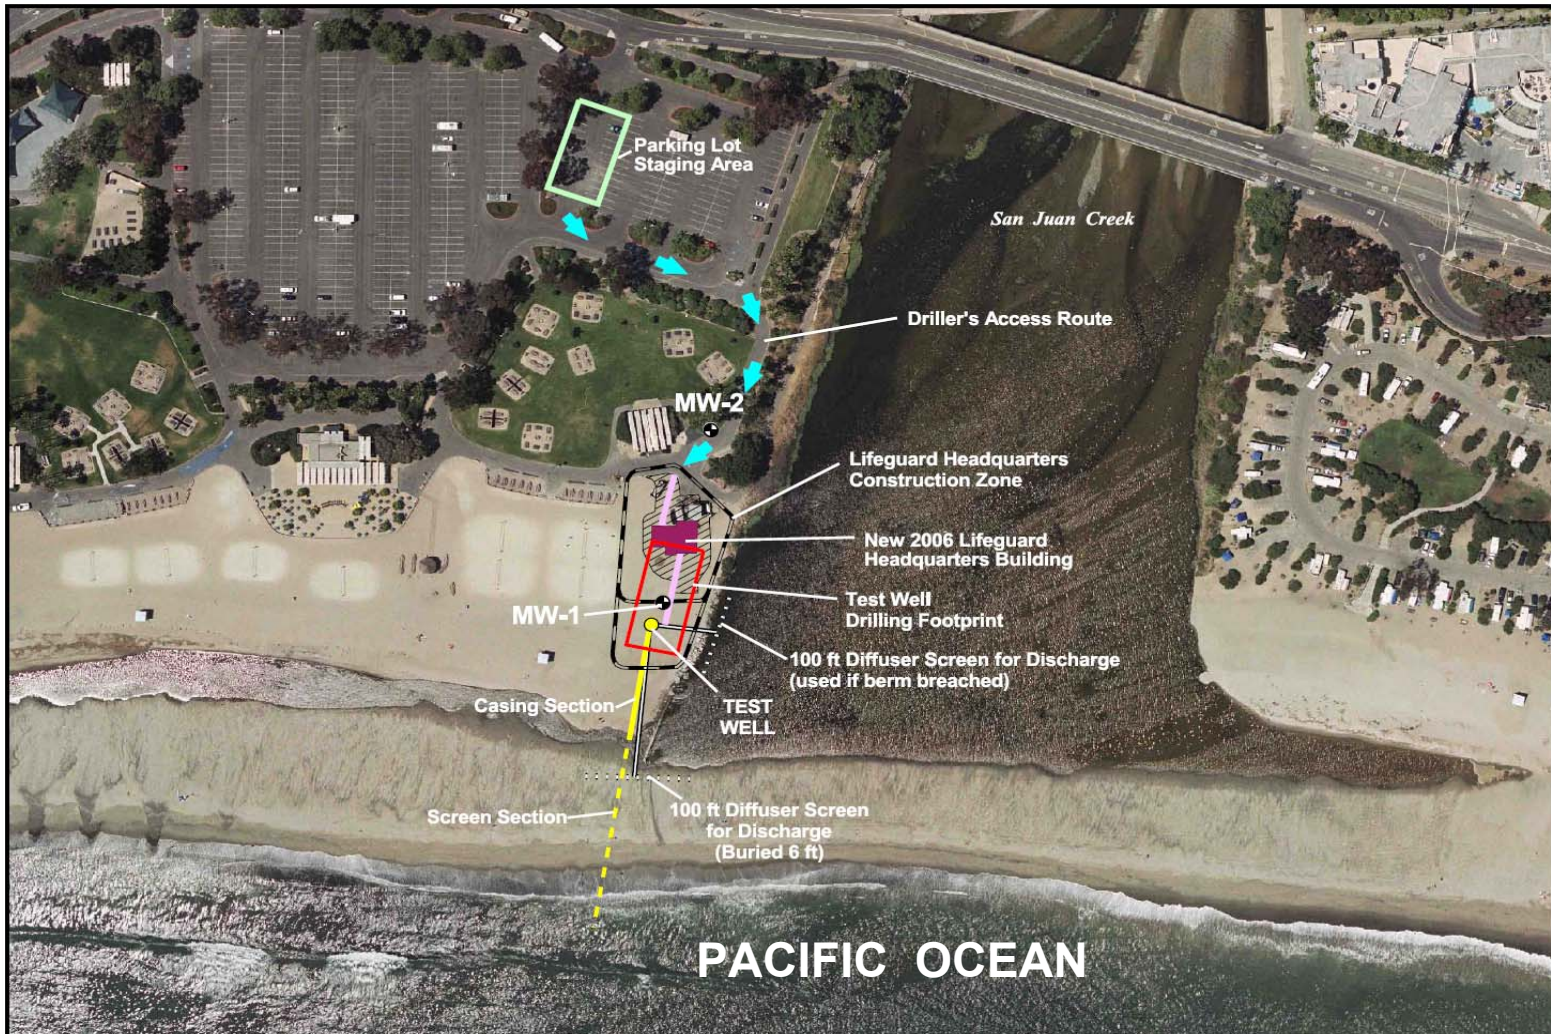 Parking Lot
Staging Area
San Juan Creek
Driller's Access Route
MW-2
Lifeguard Headquarters
Construction Zone
New 2006 Lifeguard
Headquarters Building
Test Well
Drilling Footprint
MW-1
100 ft Diffuser Screen for Discharge
(used if berm breached)
Casing Section
TEST
WELL
100 ft Diffuser Screen
for Discharge
(Buried 6 ft)
Screen Section
PACIFIC OCEAN